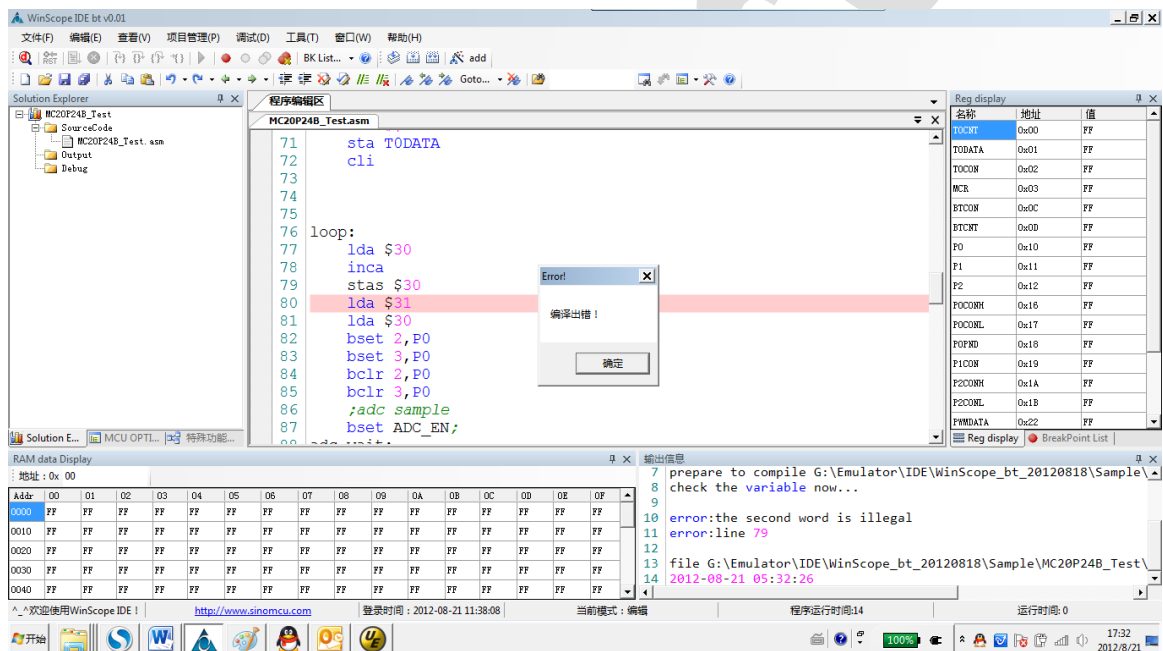 WinScope IDE bt v0.01
文件(F) 编辑(E) 查看(V) 项目管理(P) 调试(D) 工具(T) 窗口(W) 帮助(H)
RST BK List... add
Goto...
Solution Explorer
MC20P24B_Test
SourceCode
MC20P24B_Test.asm
Output
Debug
Solution E... MCU OPTI... 特殊功能...
程序编辑区
MC20P24B_Test.asm
71 sta T0DATA
72 cli
73
74
75
76 loop:
77 lda $30
78 inca
79 stas $30
80 lda $31
81 lda $30
82 bset 2,P0
83 bset 3,P0
84 bclr 2,P0
85 bclr 3,P0
86 ;adc sample
87 bset ADC_EN;
Error!
编译出错！
确定
Reg display
名称 地址 值
T0CNT 0x00 FF
T0DATA 0x01 FF
T0CON 0x02 FF
MCR 0x03 FF
BTCON 0x0C FF
BTCNT 0x0D FF
P0 0x10 FF
P1 0x11 FF
P2 0x12 FF
P0CONH 0x16 FF
P0CONL 0x17 FF
P0PND 0x18 FF
P1CON 0x19 FF
P2CONH 0x1A FF
P2CONL 0x1B FF
PWMDATA 0x22 FF
Reg display BreakPoint List
RAM data Display
地址: 0x 00
Addr 00 01 02 03 04 05 06 07 08 09 0A 0B 0C 0D 0E 0F
0000 FF FF FF FF FF FF FF FF FF FF FF FF FF FF FF FF
0010 FF FF FF FF FF FF FF FF FF FF FF FF FF FF FF FF
0020 FF FF FF FF FF FF FF FF FF FF FF FF FF FF FF FF
0030 FF FF FF FF FF FF FF FF FF FF FF FF FF FF FF FF
0040 FF FF FF FF FF FF FF FF FF FF FF FF FF FF FF FF
输出信息
7 prepare to compile G:\Emulator\IDE\WinScope_bt_20120818\Sample\
8 check the variable now...
9
10 error:the second word is illegal
11 error:line 79
12
13 file G:\Emulator\IDE\WinScope_bt_20120818\Sample\MC20P24B_Test\
14 2012-08-21 05:32:26
^_^欢迎使用WinScope IDE！ http://www.sinomcu.com 登录时间：2012-08-21 11:38:08 当前模式：编辑 程序运行时间:14 运行时间: 0
开始 100% 17:32
2012/8/21